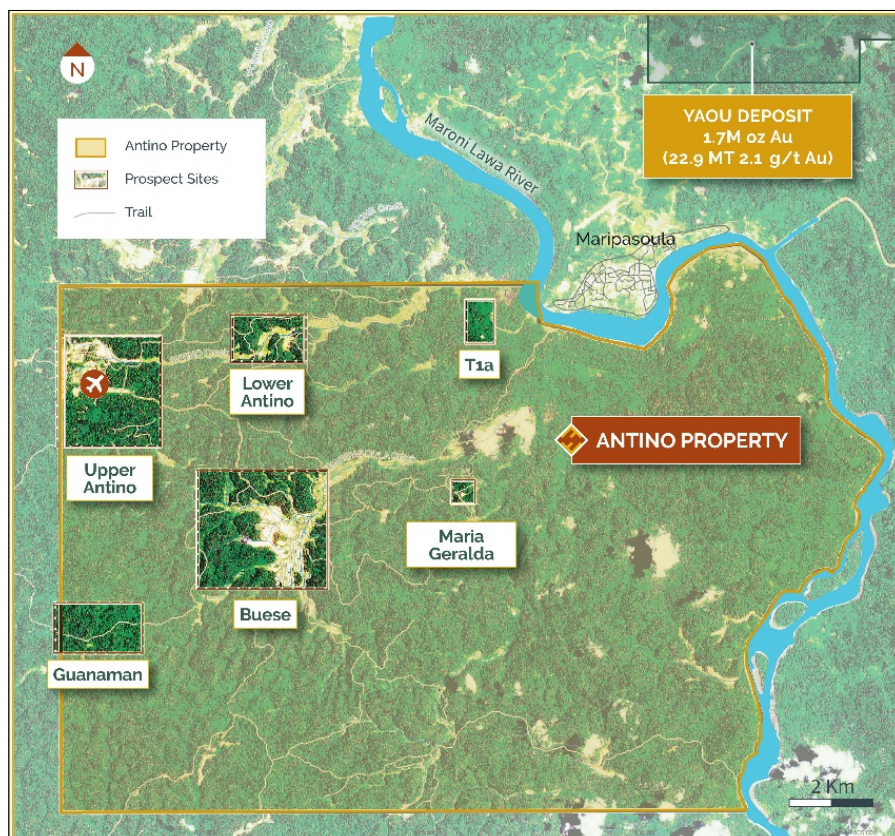 N
YAOU DEPOSIT
1.7M oz Au
(22.9 MT 2.1 g/t Au)
Antino Property
Prospect Sites
Trail
Maroni Lawa River
Maripasoula
T1a
Lower
Antino
ANTINO PROPERTY
Upper
Antino
Maria
Geralda
Buese
Guanaman
2 Km